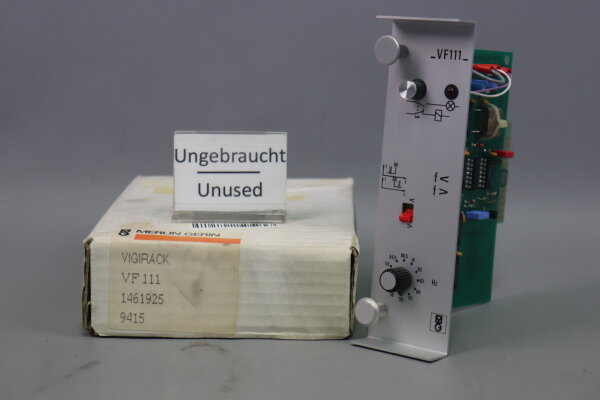 Ungebraucht
Unused
MERLIN GERIN
VIGIRACK
VF 111
1461925
9415
VF111
Hz